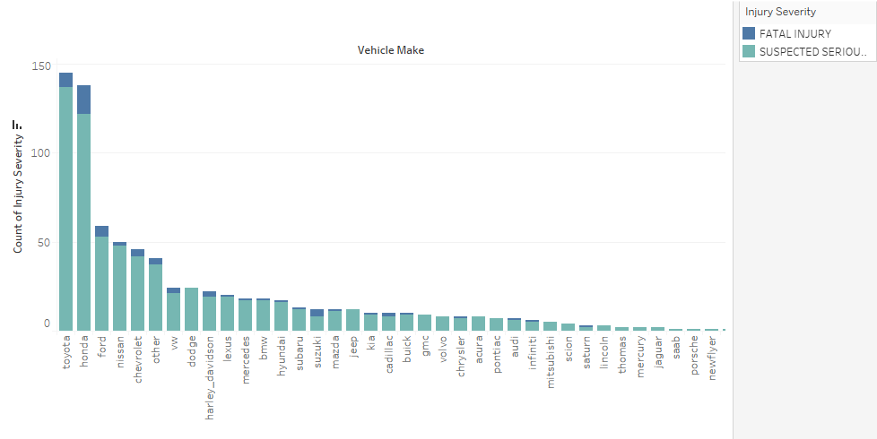 Injury Severity
FATAL INJURY
SUSPECTED SERIOU..
Vehicle Make
Count of Injury Severity
150
100
50
0
toyota
honda
ford
nissan
chevrolet
other
vw
dodge
harley_davidson
lexus
mercedes
bmw
hyundai
subaru
suzuki
mazda
jeep
kia
cadillac
buick
gmc
volvo
chrysler
acura
pontiac
audi
infiniti
mitsubishi
scion
saturn
lincoln
thomas
mercury
jaguar
saab
porsche
newflyer